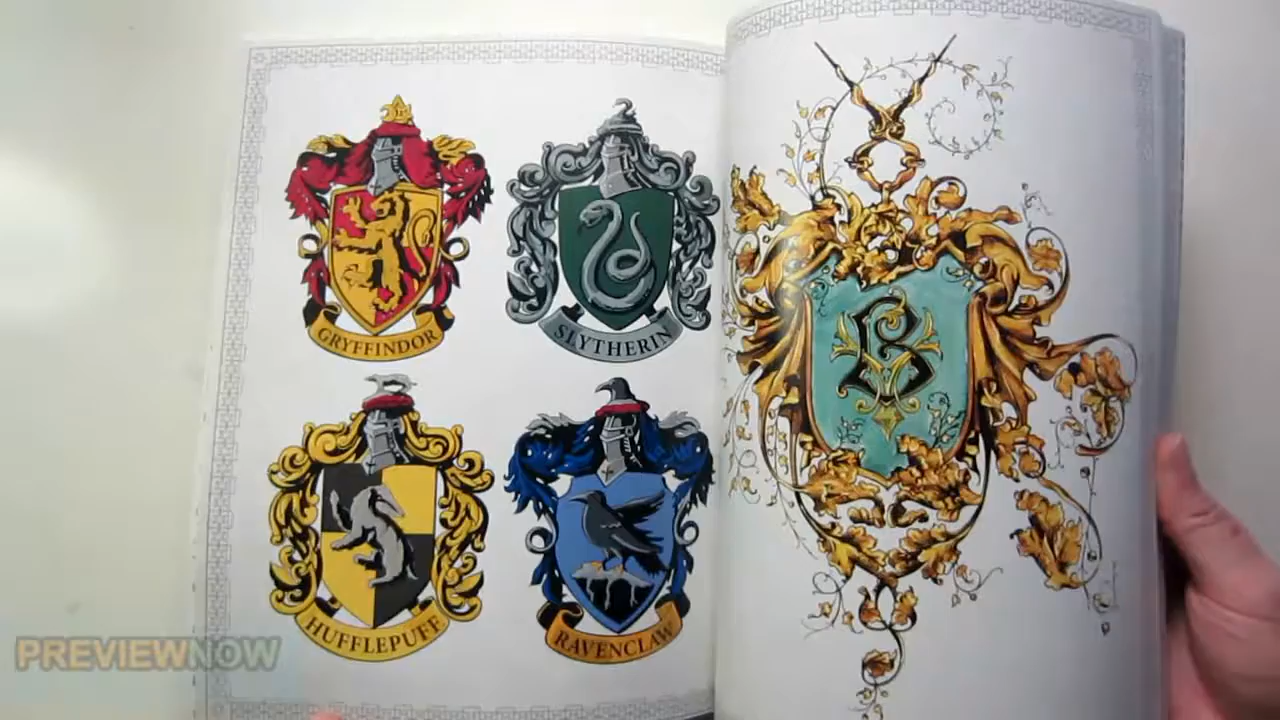 GRYFFINDOR
SLYTHERIN
HUFFLEPUFF
RAVENCLAW
B
PREVIEWNOW